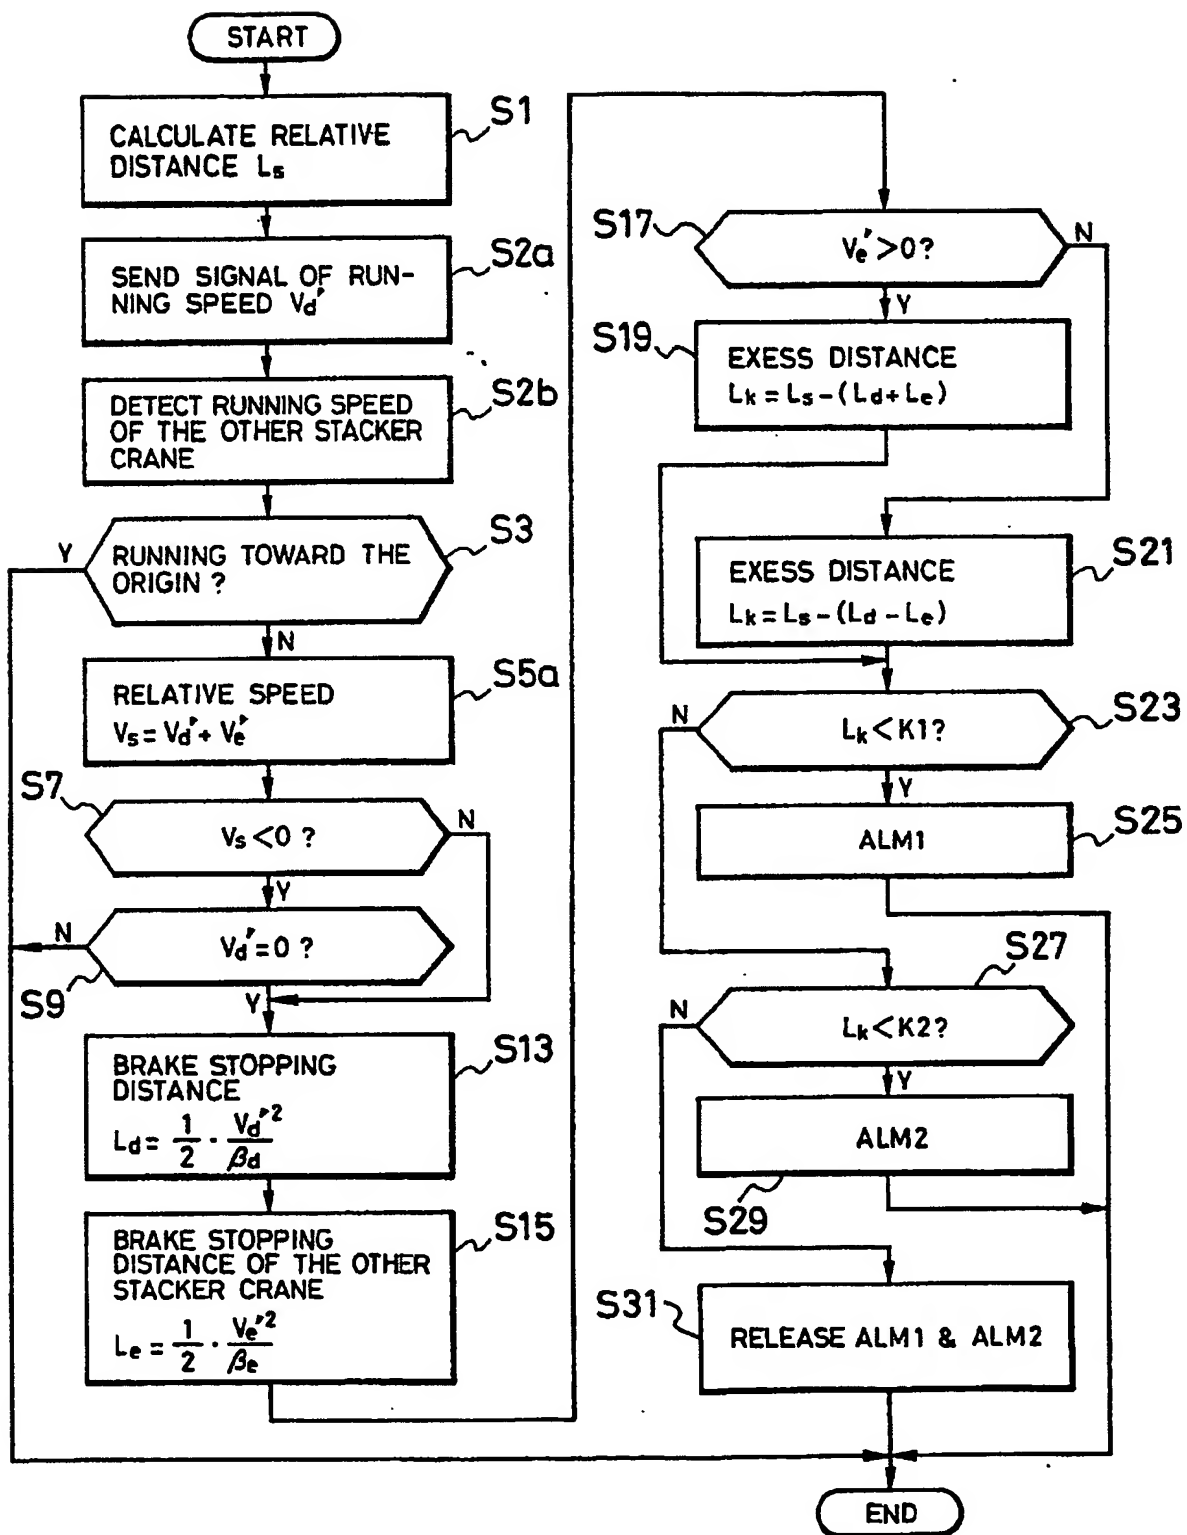 START
CALCULATE RELATIVE
DISTANCE Ls
S1
SEND SIGNAL OF RUN-
NING SPEED Vd'
S2a
DETECT RUNNING SPEED
OF THE OTHER STACKER
CRANE
S2b
RUNNING TOWARD THE
ORIGIN ?
S3
Y
N
RELATIVE SPEED
Vs = Vd' + Ve'
S5a
S7
Vs < 0 ?
N
Y
Vd' = 0 ?
N
S9
Y
BRAKE STOPPING
DISTANCE
Ld = 1/2 · Vd'²/βd
S13
BRAKE STOPPING
DISTANCE OF THE OTHER
STACKER CRANE
Le = 1/2 · Ve'²/βe
S15
S17
Ve' > 0?
N
Y
S19
EXESS DISTANCE
Lk = Ls – (Ld + Le)
EXESS DISTANCE
Lk = Ls – (Ld – Le)
S21
N
Lk < K1?
S23
Y
ALM1
S25
S27
N
Lk < K2?
Y
ALM2
S29
S31
RELEASE ALM1 & ALM2
END